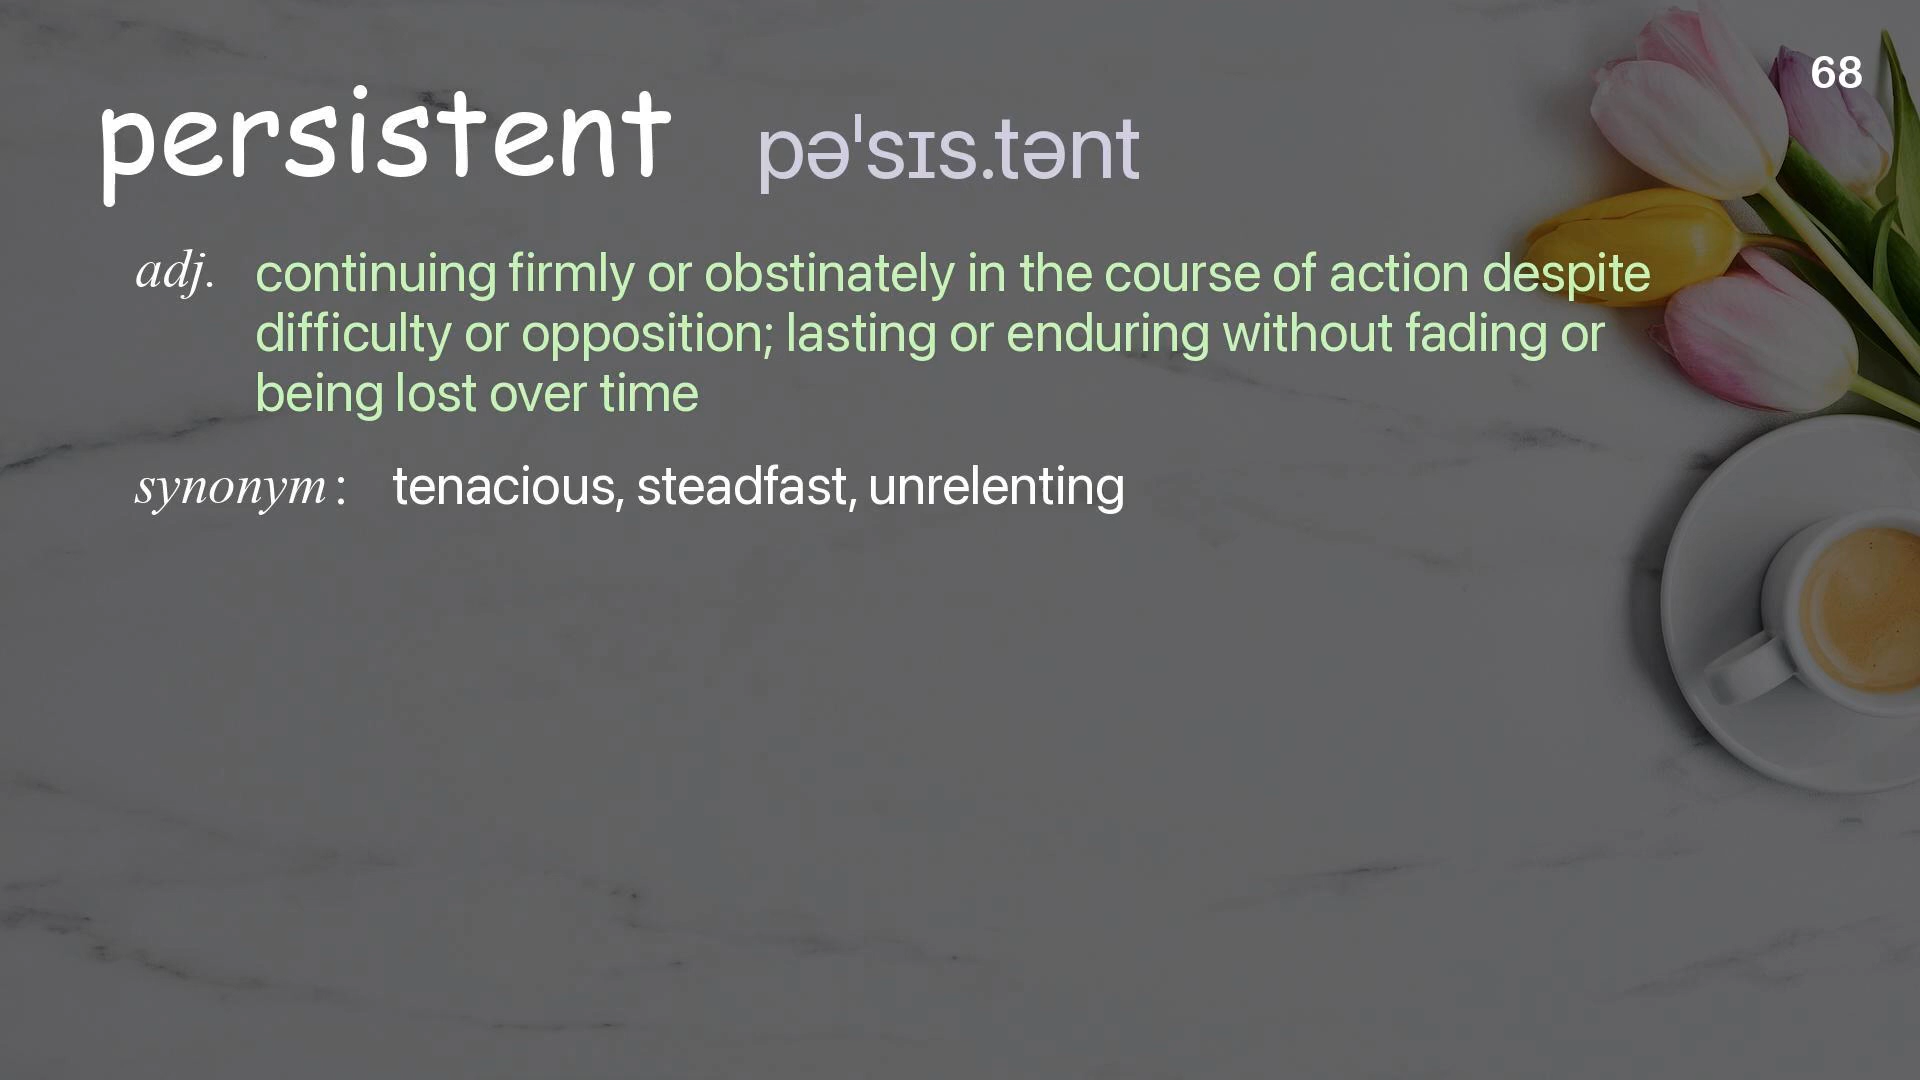 68
persistent pəˈsɪs.tənt
adj. continuing firmly or obstinately in the course of action despite
difficulty or opposition; lasting or enduring without fading or
being lost over time
synonym: tenacious, steadfast, unrelenting